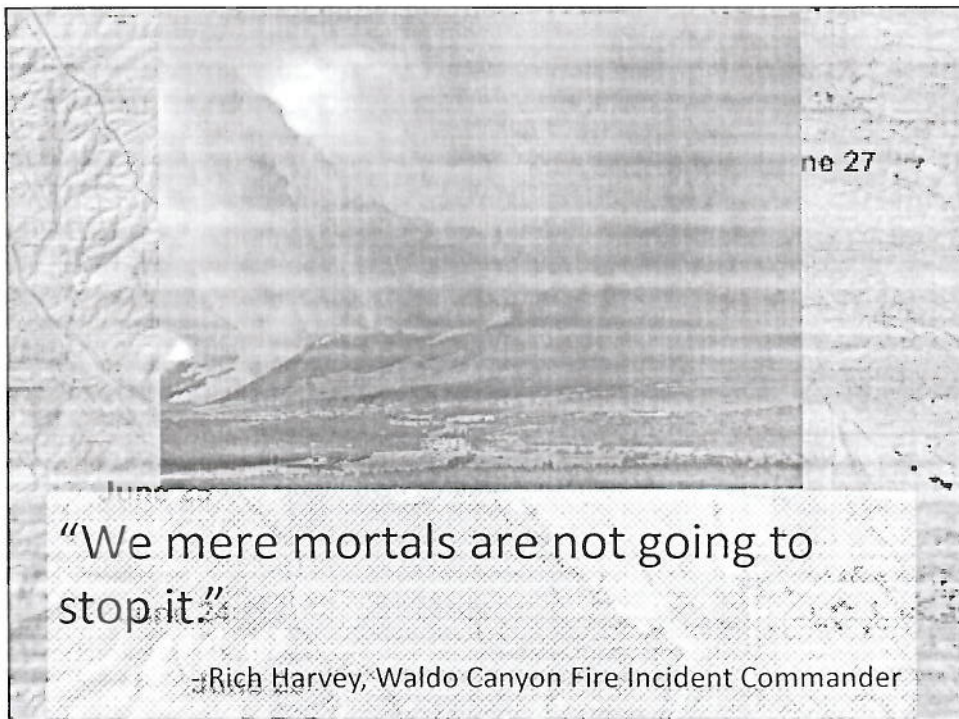 ne 27
“We mere mortals are not going to
stop it.”
-Rich Harvey, Waldo Canyon Fire Incident Commander